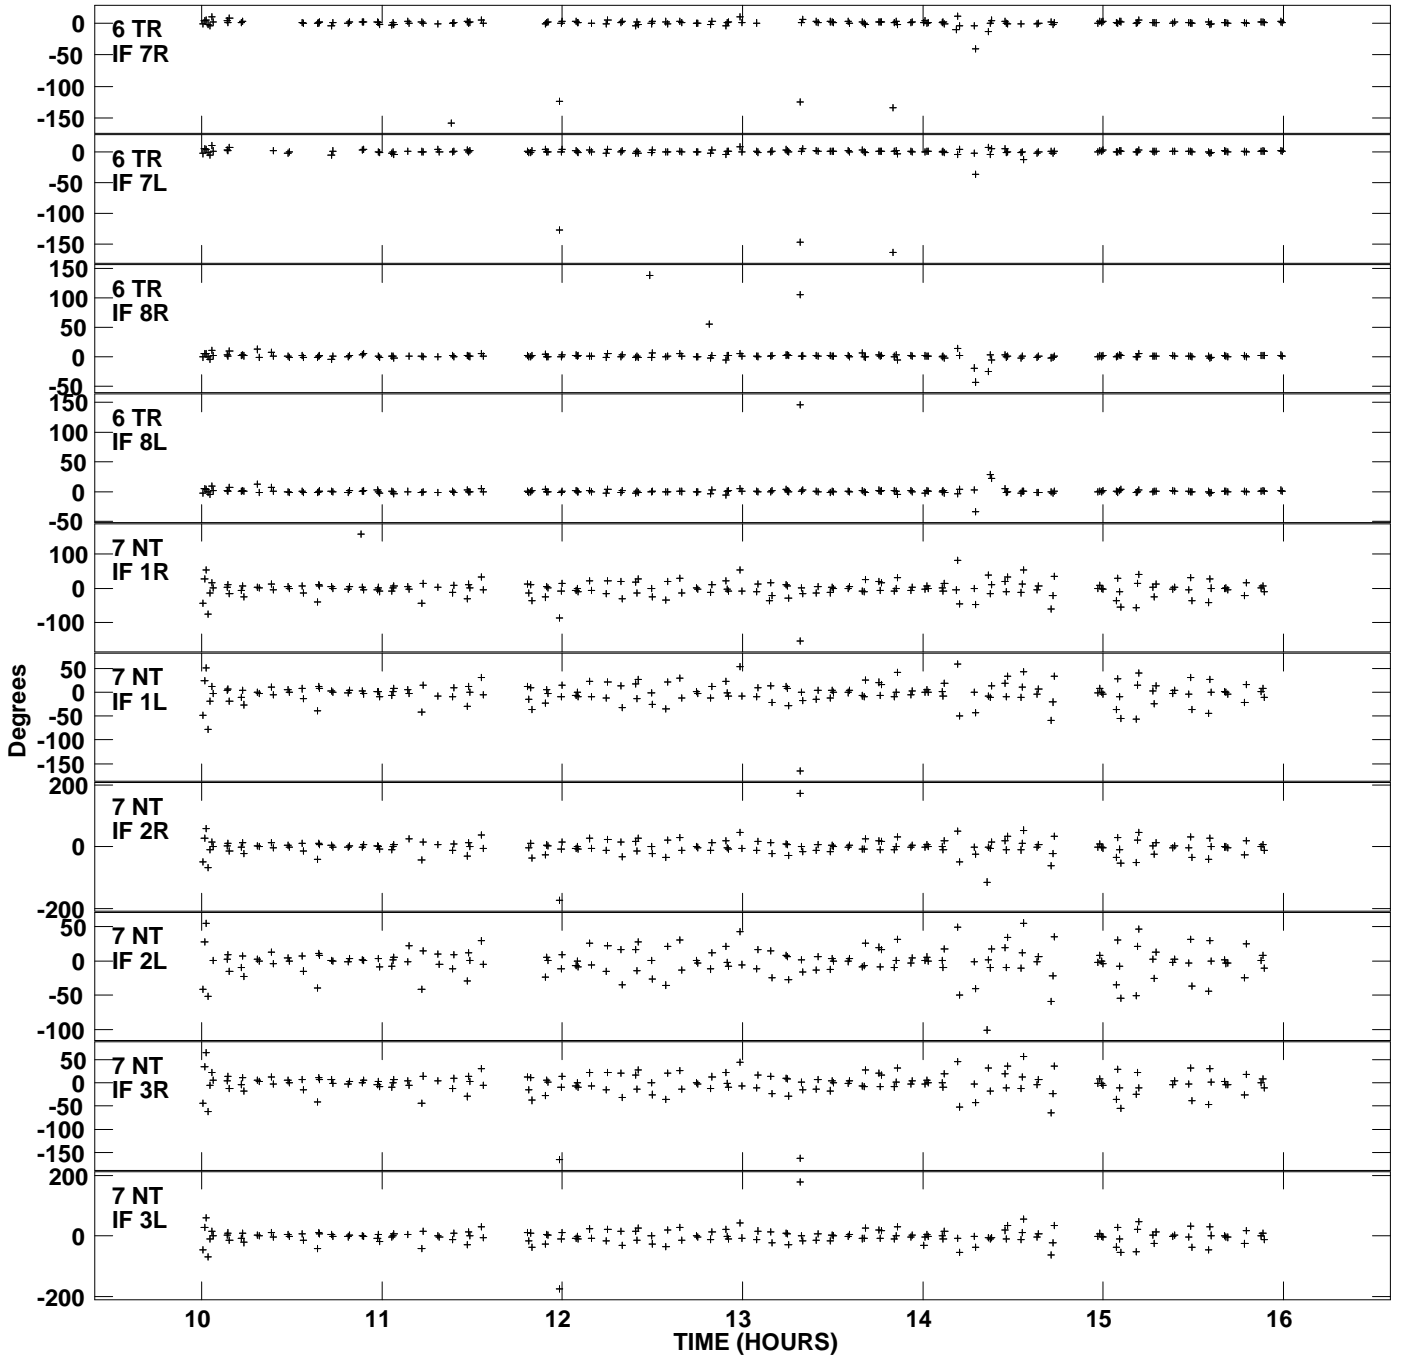 6 TR
IF 7R
0
-50
-100
-150
6 TR
IF 7L
0
-50
-100
-150
6 TR
IF 8R
150
100
50
0
-50
6 TR
IF 8L
150
100
50
0
-50
7 NT
IF 1R
100
0
-100
7 NT
IF 1L
50
0
-50
-100
-150
7 NT
IF 2R
200
0
-200
7 NT
IF 2L
50
0
-50
-100
7 NT
IF 3R
50
0
-50
-100
-150
7 NT
IF 3L
200
0
-200
Degrees
10 11 12 13 14 15 16
TIME (HOURS)